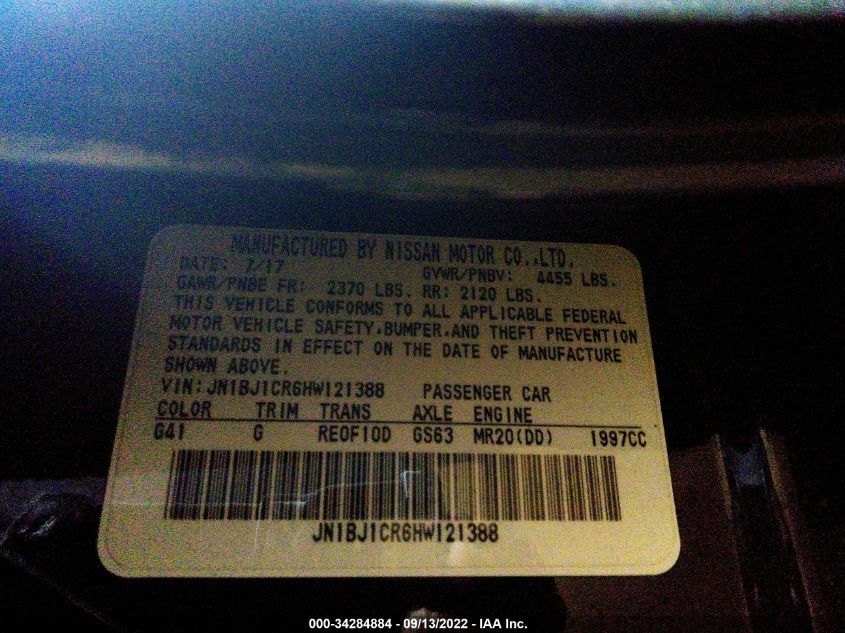 MANUFACTURED BY NISSAN MOTOR CO.,LTD.
DATE: 7/17 GVWR/PNBV: 4455 LBS.
GAWR/PNBE FR: 2370 LBS. RR: 2120 LBS.
THIS VEHICLE CONFORMS TO ALL APPLICABLE FEDERAL
MOTOR VEHICLE SAFETY,BUMPER,AND THEFT PREVENTION
STANDARDS IN EFFECT ON THE DATE OF MANUFACTURE
SHOWN ABOVE.
VIN:JN1BJ1CR6HW121388 PASSENGER CAR
COLOR TRIM TRANS AXLE ENGINE
G41 G RE0F10D GS63 MR20(DD) 1997CC
JN1BJ1CR6HW121388
000-34284884 - 09/13/2022 - IAA Inc.